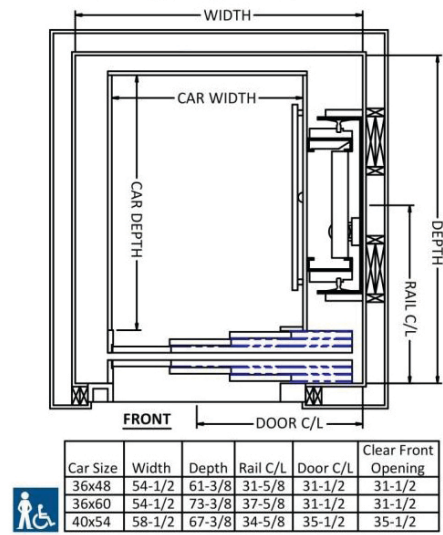 WIDTH
CAR WIDTH
CAR DEPTH
DEPTH
RAIL C/L
FRONT
DOOR C/L
Car Size Width Depth Rail C/L Door C/L Clear Front Opening
36x48 54-1/2 61-3/8 31-5/8 31-1/2 31-1/2
36x60 54-1/2 73-3/8 37-5/8 31-1/2 31-1/2
40x54 58-1/2 67-3/8 34-5/8 35-1/2 35-1/2